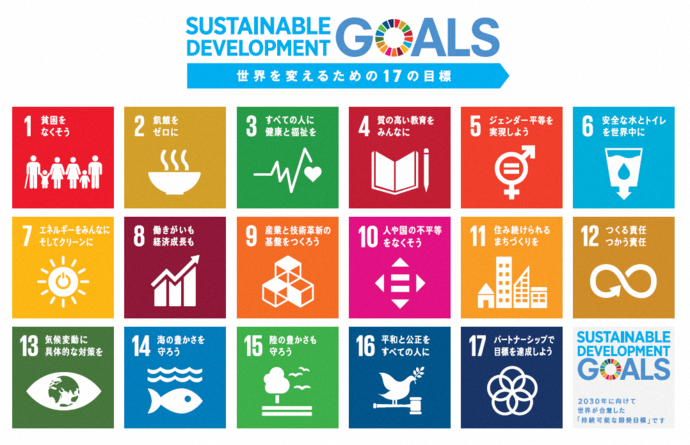 SUSTAINABLE
DEVELOPMENT
GOALS
世界を変えるための17の目標
1 貧困を
なくそう
2 飢餓を
ゼロに
3 すべての人に
健康と福祉を
4 質の高い教育を
みんなに
5 ジェンダー平等を
実現しよう
6 安全な水とトイレ
を世界中に
7 エネルギーをみんなに
そしてクリーンに
8 働きがいも
経済成長も
9 産業と技術革新の
基盤をつくろう
10 人や国の不平等
をなくそう
11 住み続けられる
まちづくりを
12 つくる責任
つかう責任
13 気候変動に
具体的な対策を
14 海の豊かさを
守ろう
15 陸の豊かさも
守ろう
16 平和と公正を
すべての人に
17 パートナーシップで
目標を達成しよう
SUSTAINABLE
DEVELOPMENT
GOALS
2030年に向けて
世界が合意した
「持続可能な開発目標」です